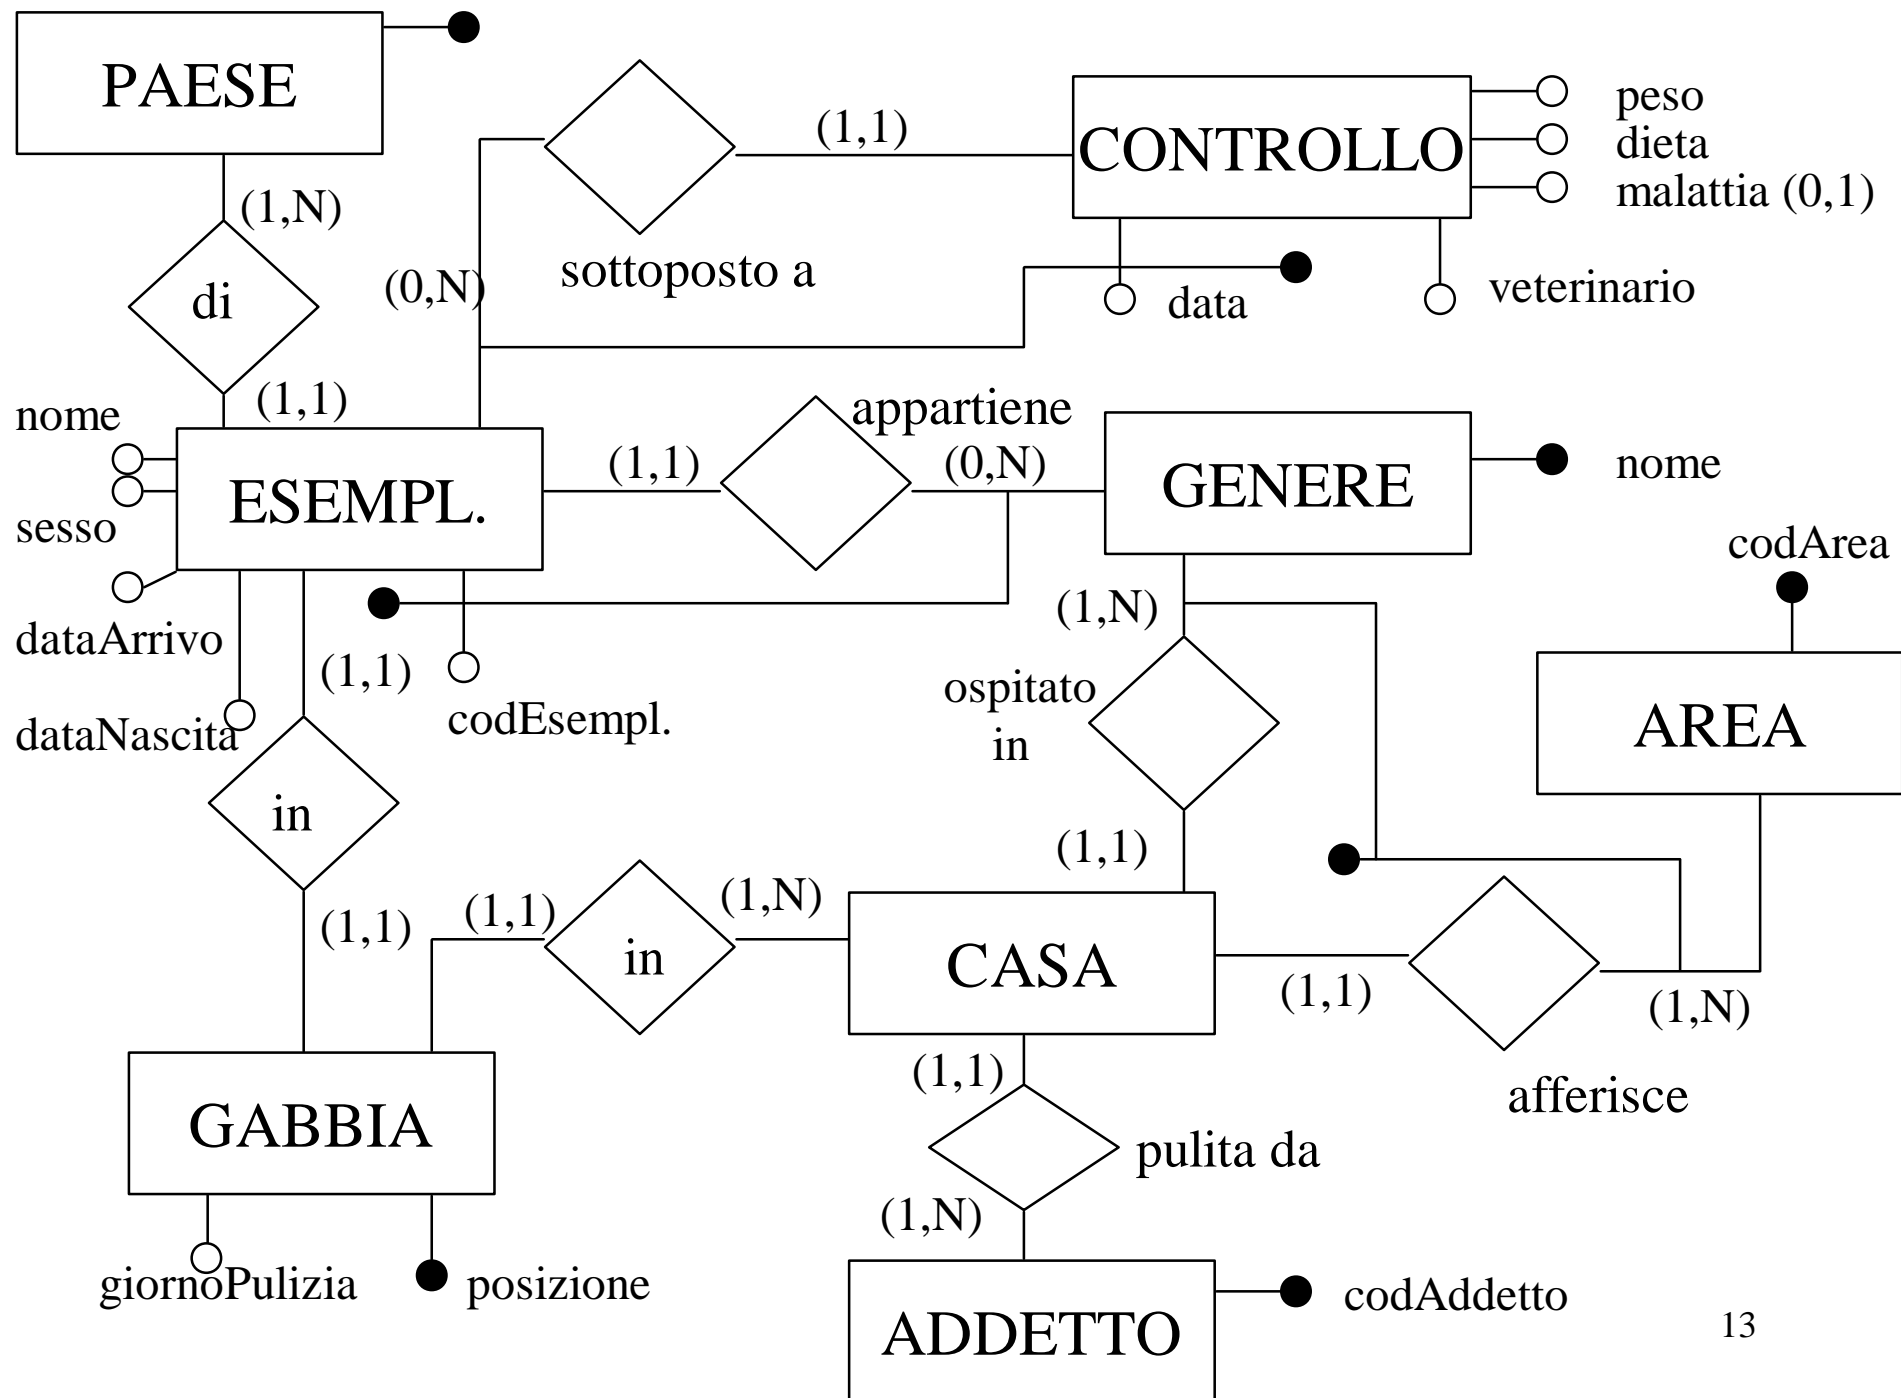 PAESE
(1,N)
di
(1,1)
(0,N)
sottoposto a
(1,1)
CONTROLLO
peso
dieta
malattia (0,1)
data
veterinario
nome
sesso
dataArrivo
dataNascita
ESEMPL.
codEsempl.
(1,1)
appartiene
(0,N)
GENERE
nome
codArea
AREA
(1,N)
ospitato
in
(1,1)
(1,1)
in
(1,1)
(1,1)
in
(1,N)
CASA
(1,1)
(1,N)
afferisce
GABBIA
giornoPulizia
posizione
(1,1)
pulita da
(1,N)
ADDETTO
codAddetto
13